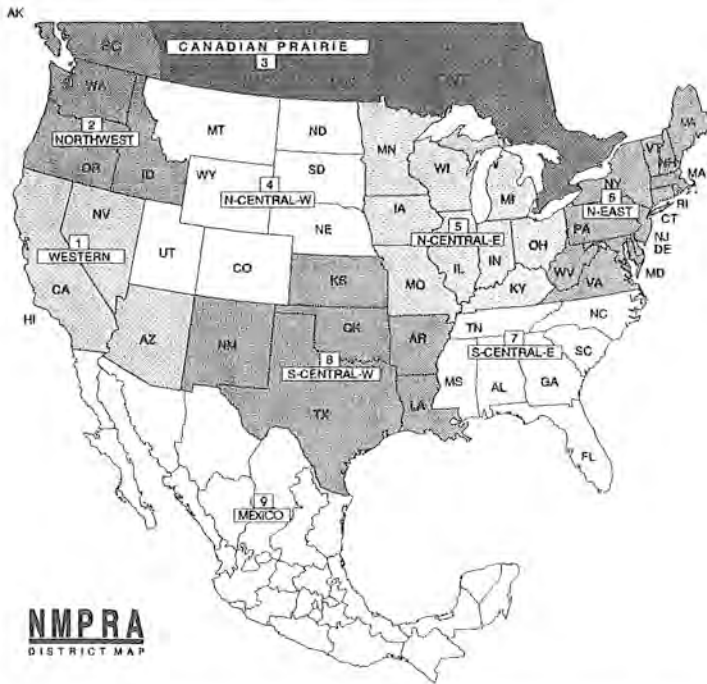 AK
BC
CANADIAN PRAIRIE
3
ONT
WA
2
NORTHWEST
OR
ID
MT
ND
MN
WY
SD
4
N-CENTRAL-W
NE
WI
MI
IA
5
N-CENTRAL-E
IL
IN
OH
VT
NH
MA
NY
6
N-EAST
RI
CT
PA
NJ
DE
MD
NV
1
WESTERN
UT
CO
KS
MO
KY
WV
VA
CA
HI
AZ
NM
OK
AR
TN
NC
7
S-CENTRAL-E
SC
8
S-CENTRAL-W
MS
AL
GA
TX
LA
FL
9
MEXICO
NMPRA
DISTRICT MAP